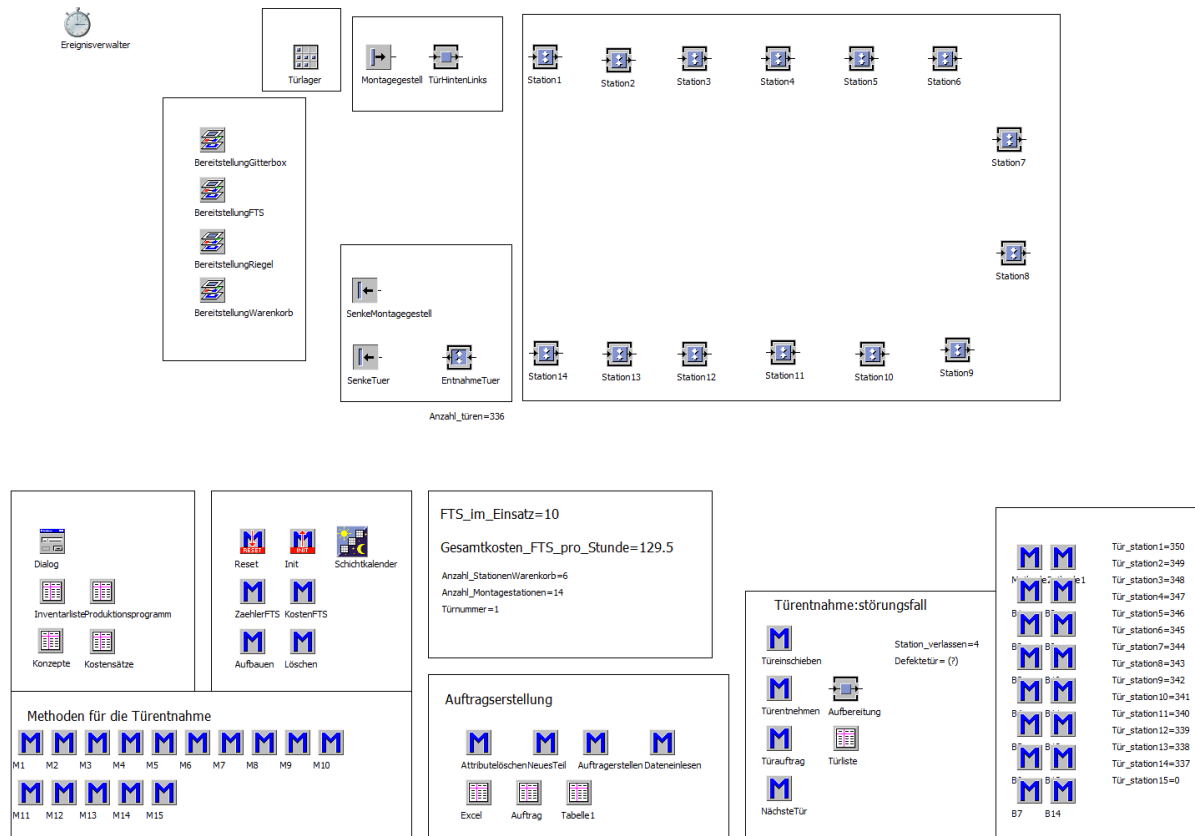 Ereignisverwalter
Türlager
Montagegestell TürHintenLinks
Station1 Station2 Station3 Station4 Station5 Station6
BereitstellungGitterbox
Station7
BereitstellungFTS
BereitstellungRiegel
Station8
BereitstellungWarenkorb
SenkeMontagegestell
SenkeTuer EntnahmeTuer
Station14 Station13 Station12 Station11 Station10 Station9
Anzahl_türen=336
FTS_im_Einsatz=10
Gesamtkosten_FTS_pro_Stunde=129.5
Anzahl_StationenWarenkorb=6
Anzahl_Montagestationen=14
Türnummer=1
Dialog
InventarlisteProduktionsprogramm
Konzepte Kostensätze
RESET INIT
Reset Init Schichtkalender
ZaehlerFTS KostenFTS
Aufbauen Löschen
Methoden für die Türentnahme
M1 M2 M3 M4 M5 M6 M7 M8 M9 M10
M11 M12 M13 M14 M15
Auftragserstellung
AttributelöschenNeuesTeil Auftragerstellen Dateneinlesen
Excel Auftrag Tabelle1
Türentnahme:störungsfall
Station_verlassen=4
Defektetür= (?)
Türeinschieben
Türentnehmen Aufbereitung
Türauftrag Türliste
NächsteTür
Tür_station1=350
Tür_station2=349
Tür_station3=348
Tür_station4=347
Tür_station5=346
Tür_station6=345
Tür_station7=344
Tür_station8=343
Tür_station9=342
Tür_station10=341
Tür_station11=340
Tür_station12=339
Tür_station13=338
Tür_station14=337
Tür_station15=0
B7 B14